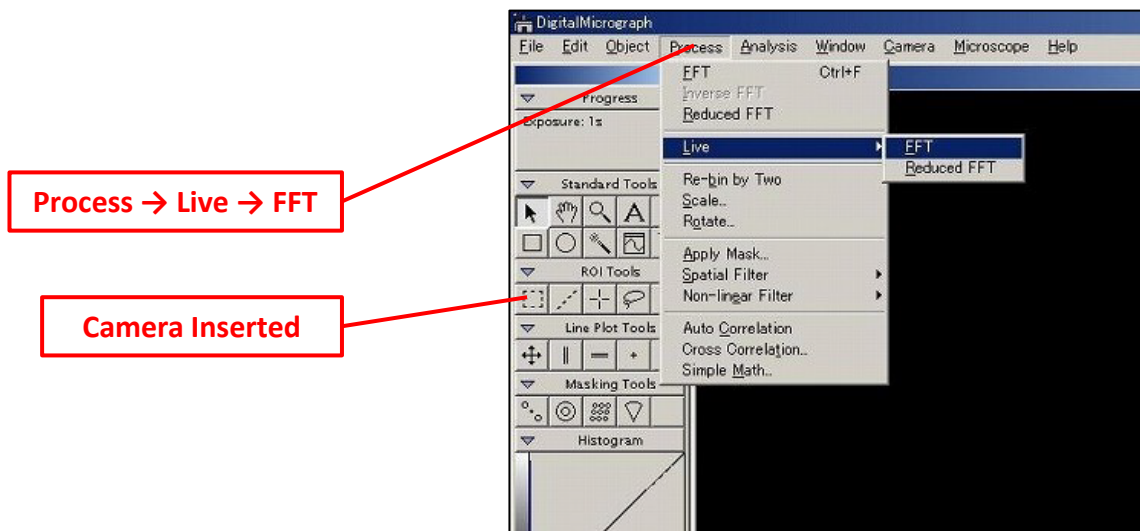 DigitalMicrograph
File Edit Object Process Analysis Window Camera Microscope Help
FFT Ctrl+F
Inverse FFT
Reduced FFT
Live
FFT
Reduced FFT
Re-bin by Two
Scale..
Rotate..
Apply Mask...
Spatial Filter
Non-linear Filter
Auto Correlation
Cross Correlation..
Simple Math..
Progress
Exposure: 1s
Standard Tools
A
ROI Tools
Line Plot Tools
Masking Tools
Histogram
Process → Live → FFT
Camera Inserted